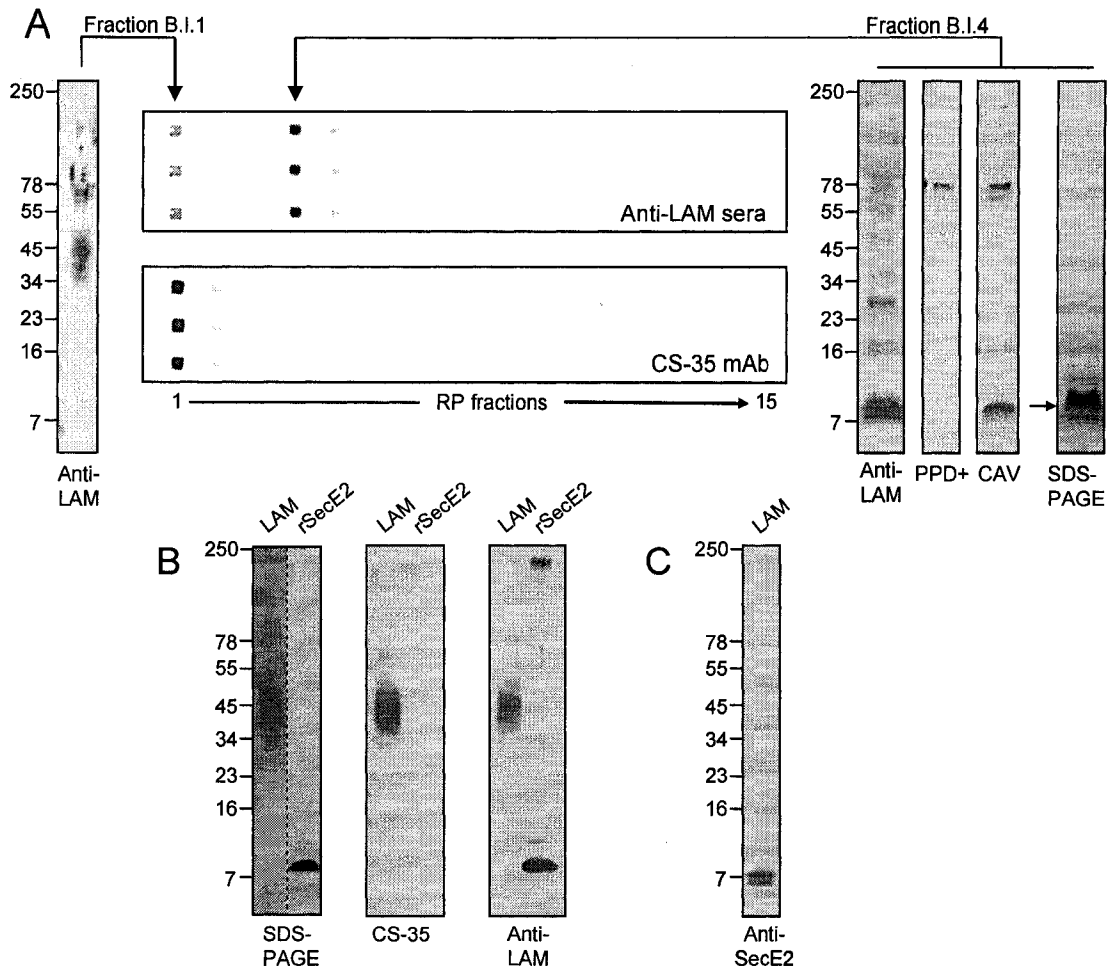 A
Fraction B.I.1
Fraction B.I.4
250
78
55
45
34
23
16
7
Anti-
LAM
Anti-LAM sera
CS-35 mAb
1 RP fractions 15
250
78
55
45
34
23
16
7
Anti-
LAM
PPD+
CAV
SDS-
PAGE
B
LAM
rSecE2
LAM
rSecE2
LAM
rSecE2
250
78
55
45
34
23
16
7
SDS-
PAGE
CS-35
Anti-
LAM
C
LAM
250
78
55
45
34
23
16
7
Anti-
SecE2